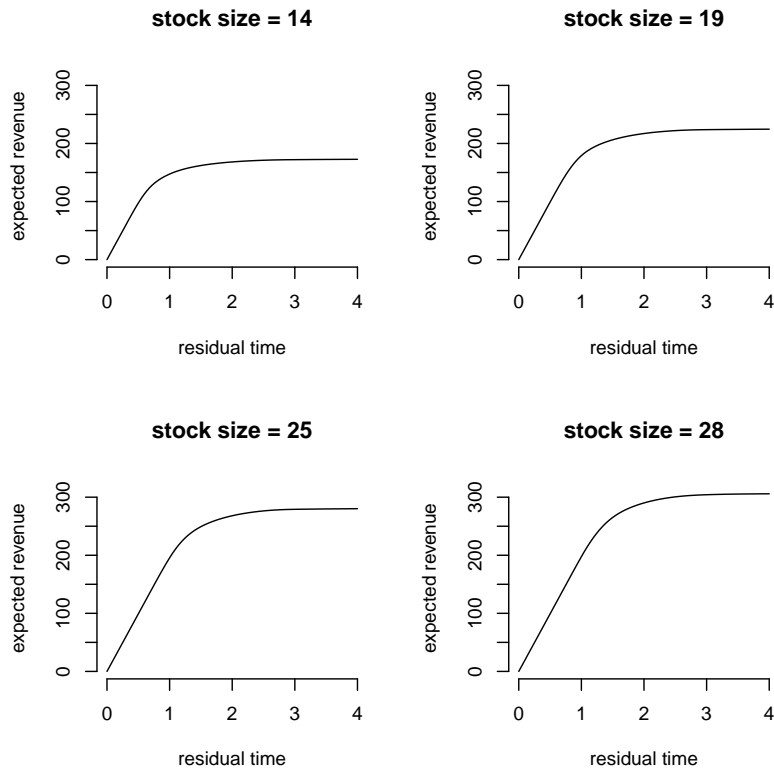 stock size = 14
expected revenue
0 100 200 300
0 1 2 3 4
residual time
stock size = 19
expected revenue
0 100 200 300
0 1 2 3 4
residual time
stock size = 25
expected revenue
0 100 200 300
0 1 2 3 4
residual time
stock size = 28
expected revenue
0 100 200 300
0 1 2 3 4
residual time